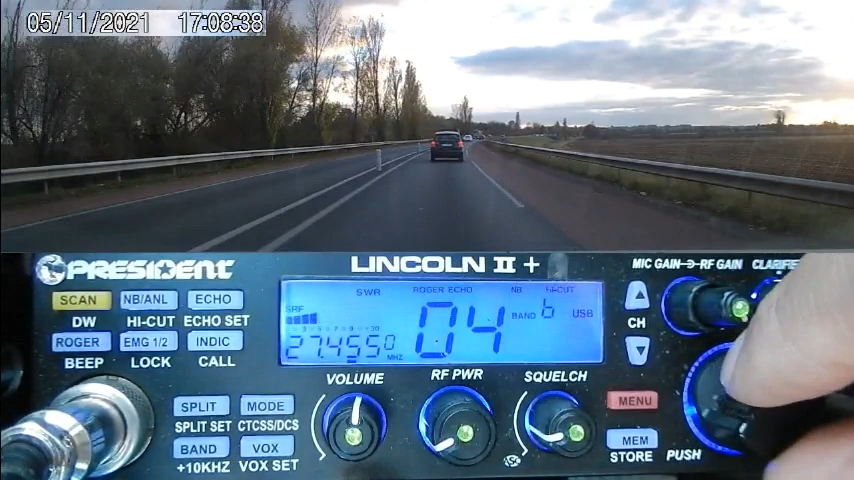 05/11/2021 17:08:38
PRESIDENT LINCOLN II + MIC GAIN RF GAIN CLARIFIE
SCAN NB/ANL ECHO
DW HI-CUT ECHO SET
ROGER EMG 1/2 INDIC
BEEP LOCK CALL
SPLIT MODE
SPLIT SET CTCSS/DCS
BAND VOX
+10KHZ VOX SET
SWR ROGER ECHO NB HI-CUT
SRF
27.4550 MHZ 04 BAND b USB
CH
VOLUME RF PWR SQUELCH
MENU
MEM
STORE PUSH
ASC